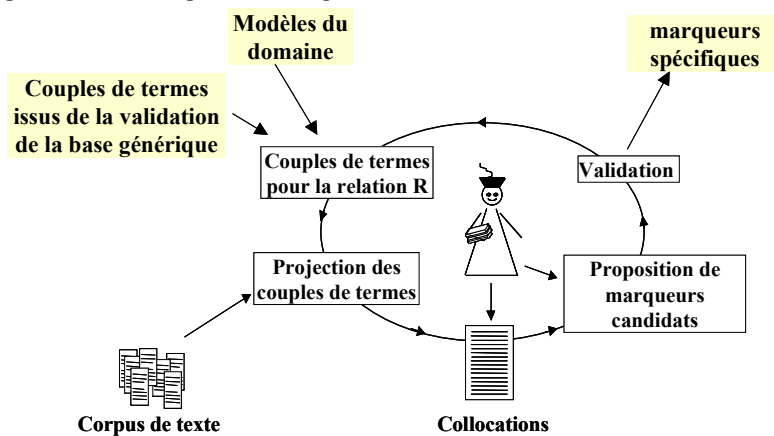 Modèles du
domaine
marqueurs
spécifiques
Couples de termes
issus de la validation
de la base générique
Couples de termes
pour la relation R
Validation
Projection des
couples de termes
Proposition de
marqueurs
candidats
Corpus de texte
Collocations